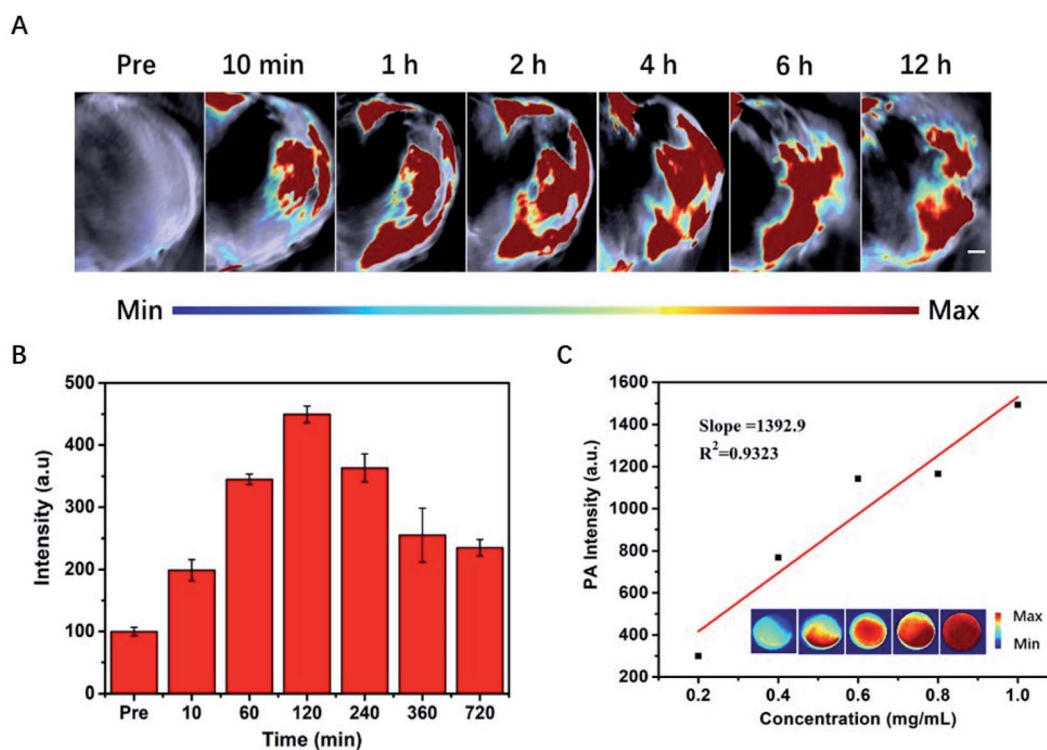 A
Pre 10 min 1 h 2 h 4 h 6 h 12 h
Min Max
B
500
400
300
200
100
0
Intensity (a.u)
Pre 10 60 120 240 360 720
Time (min)
C
1600
1400
1200
1000
800
600
400
200
PA Intensity (a.u.)
Slope =1392.9
R²=0.9323
Max
Min
0.2 0.4 0.6 0.8 1.0
Concentration (mg/mL)